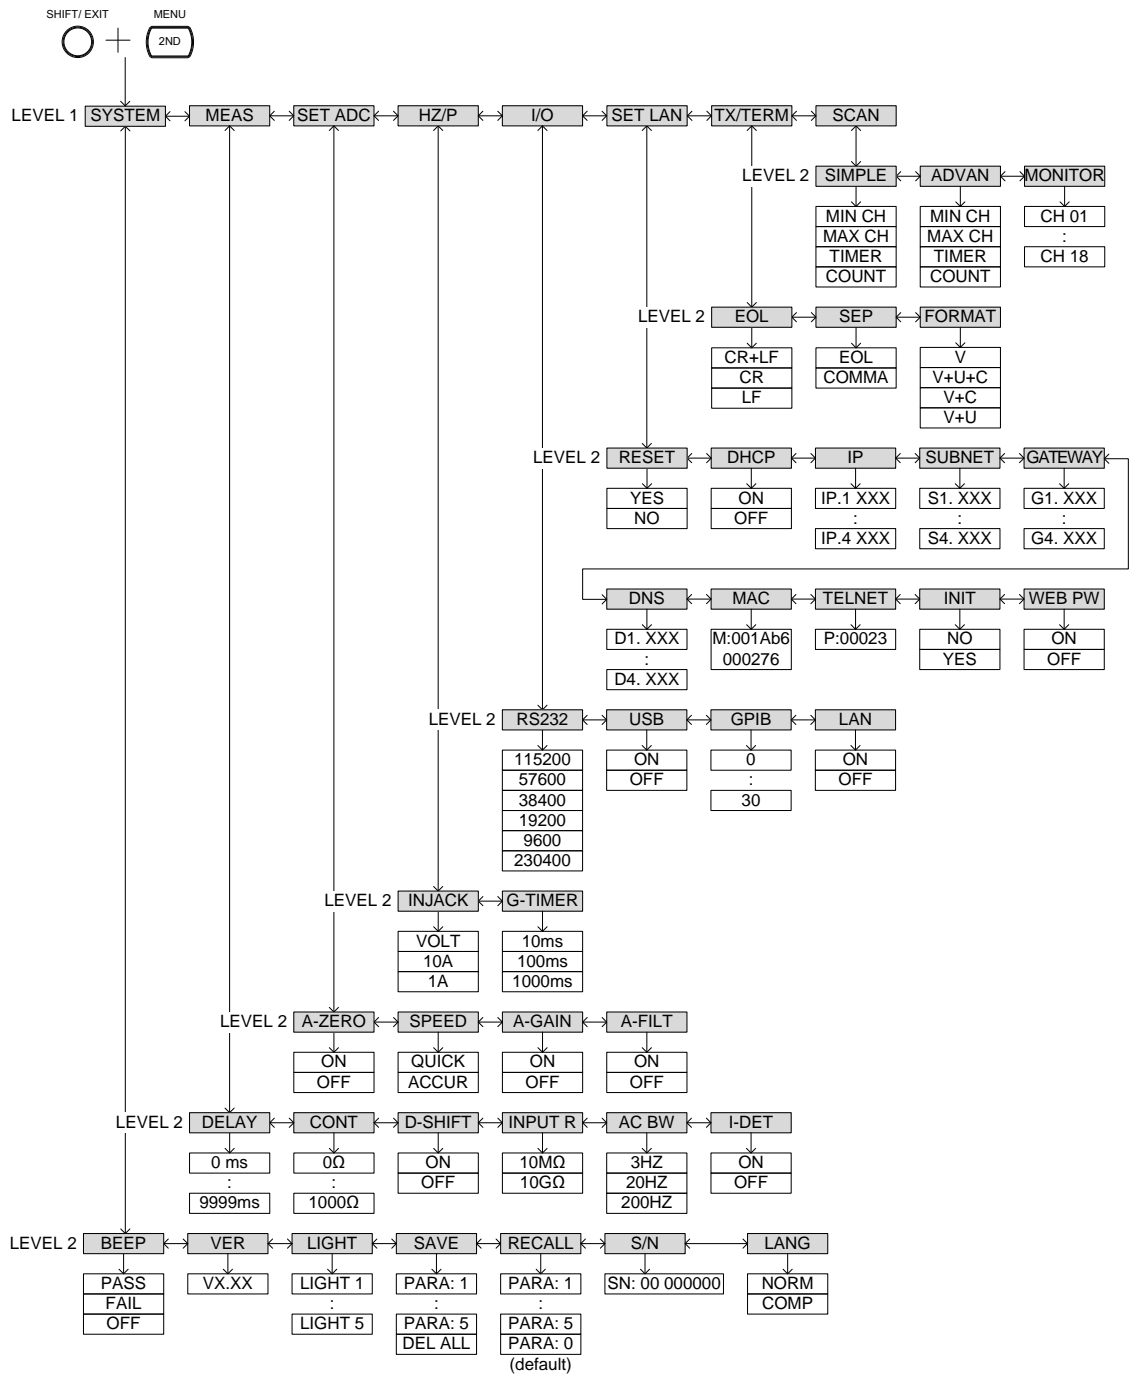 SHIFT/ EXIT MENU
2ND
LEVEL 1 SYSTEM MEAS SET ADC HZ/P I/O SET LAN TX/TERM SCAN
LEVEL 2 SIMPLE ADVAN MONITOR
MIN CH MIN CH CH 01
MAX CH MAX CH :
TIMER TIMER CH 18
COUNT COUNT
LEVEL 2 EOL SEP FORMAT
CR+LF EOL V
CR COMMA V+U+C
LF V+C
V+U
LEVEL 2 RESET DHCP IP SUBNET GATEWAY
YES ON IP.1 XXX S1. XXX G1. XXX
NO OFF : : :
IP.4 XXX S4. XXX G4. XXX
DNS MAC TELNET INIT WEB PW
D1. XXX M:001Ab6 P:00023 NO ON
: 000276 YES OFF
D4. XXX
LEVEL 2 RS232 USB GPIB LAN
115200 ON 0 ON
57600 OFF : OFF
38400 30
19200
9600
230400
LEVEL 2 INJACK G-TIMER
VOLT 10ms
10A 100ms
1A 1000ms
LEVEL 2 A-ZERO SPEED A-GAIN A-FILT
ON QUICK ON ON
OFF ACCUR OFF OFF
LEVEL 2 DELAY CONT D-SHIFT INPUT R AC BW I-DET
0 ms 0Ω ON 10MΩ 3HZ ON
: : OFF 10GΩ 20HZ OFF
9999ms 1000Ω 200HZ
LEVEL 2 BEEP VER LIGHT SAVE RECALL S/N LANG
PASS VX.XX LIGHT 1 PARA: 1 PARA: 1 SN: 00 000000 NORM
FAIL : : : COMP
OFF LIGHT 5 PARA: 5 PARA: 5
DEL ALL PARA: 0
(default)